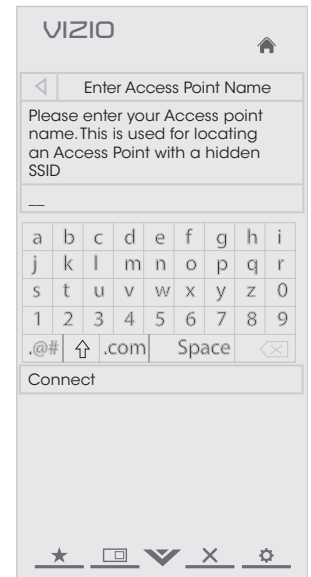 VIZIO
Enter Access Point Name
Please enter your Access point
name. This is used for locating
an Access Point with a hidden
SSID
__
a b c d e f g h i
j k l m n o p q r
s t u v w x y z 0
1 2 3 4 5 6 7 8 9
.@# .com Space
Connect